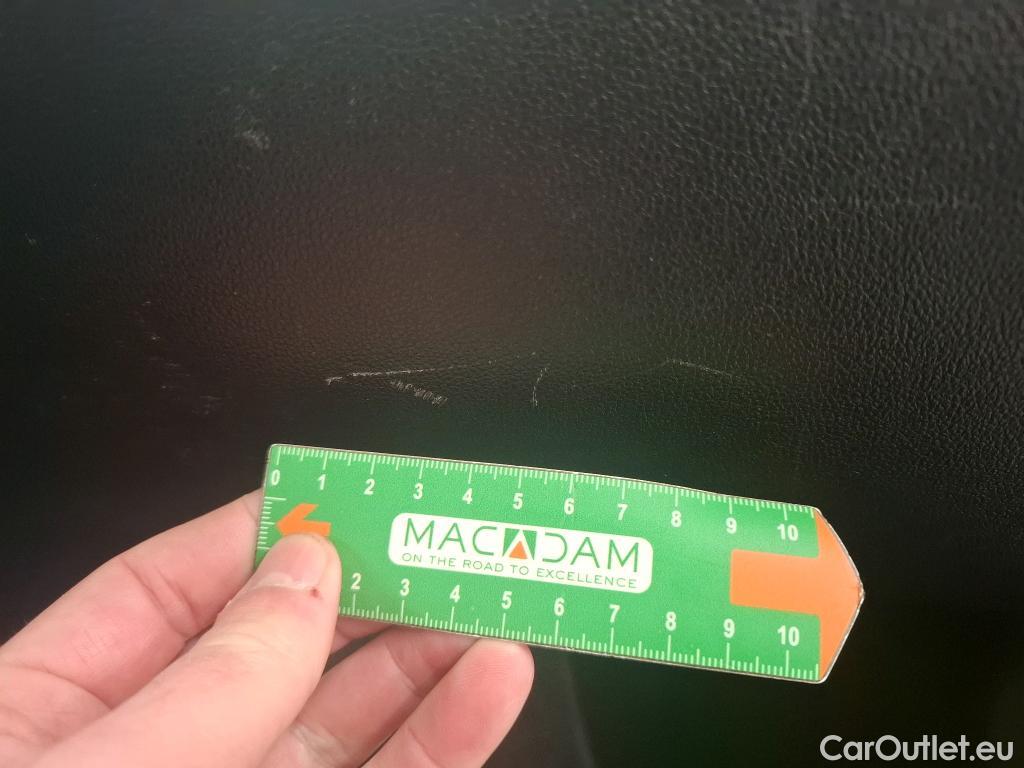 0 1 2 3 4 5 6 7 8 9 10
MACADAM
ON THE ROAD TO EXCELLENCE
2 3 4 5 6 7 8 9 10
CarOutlet.eu